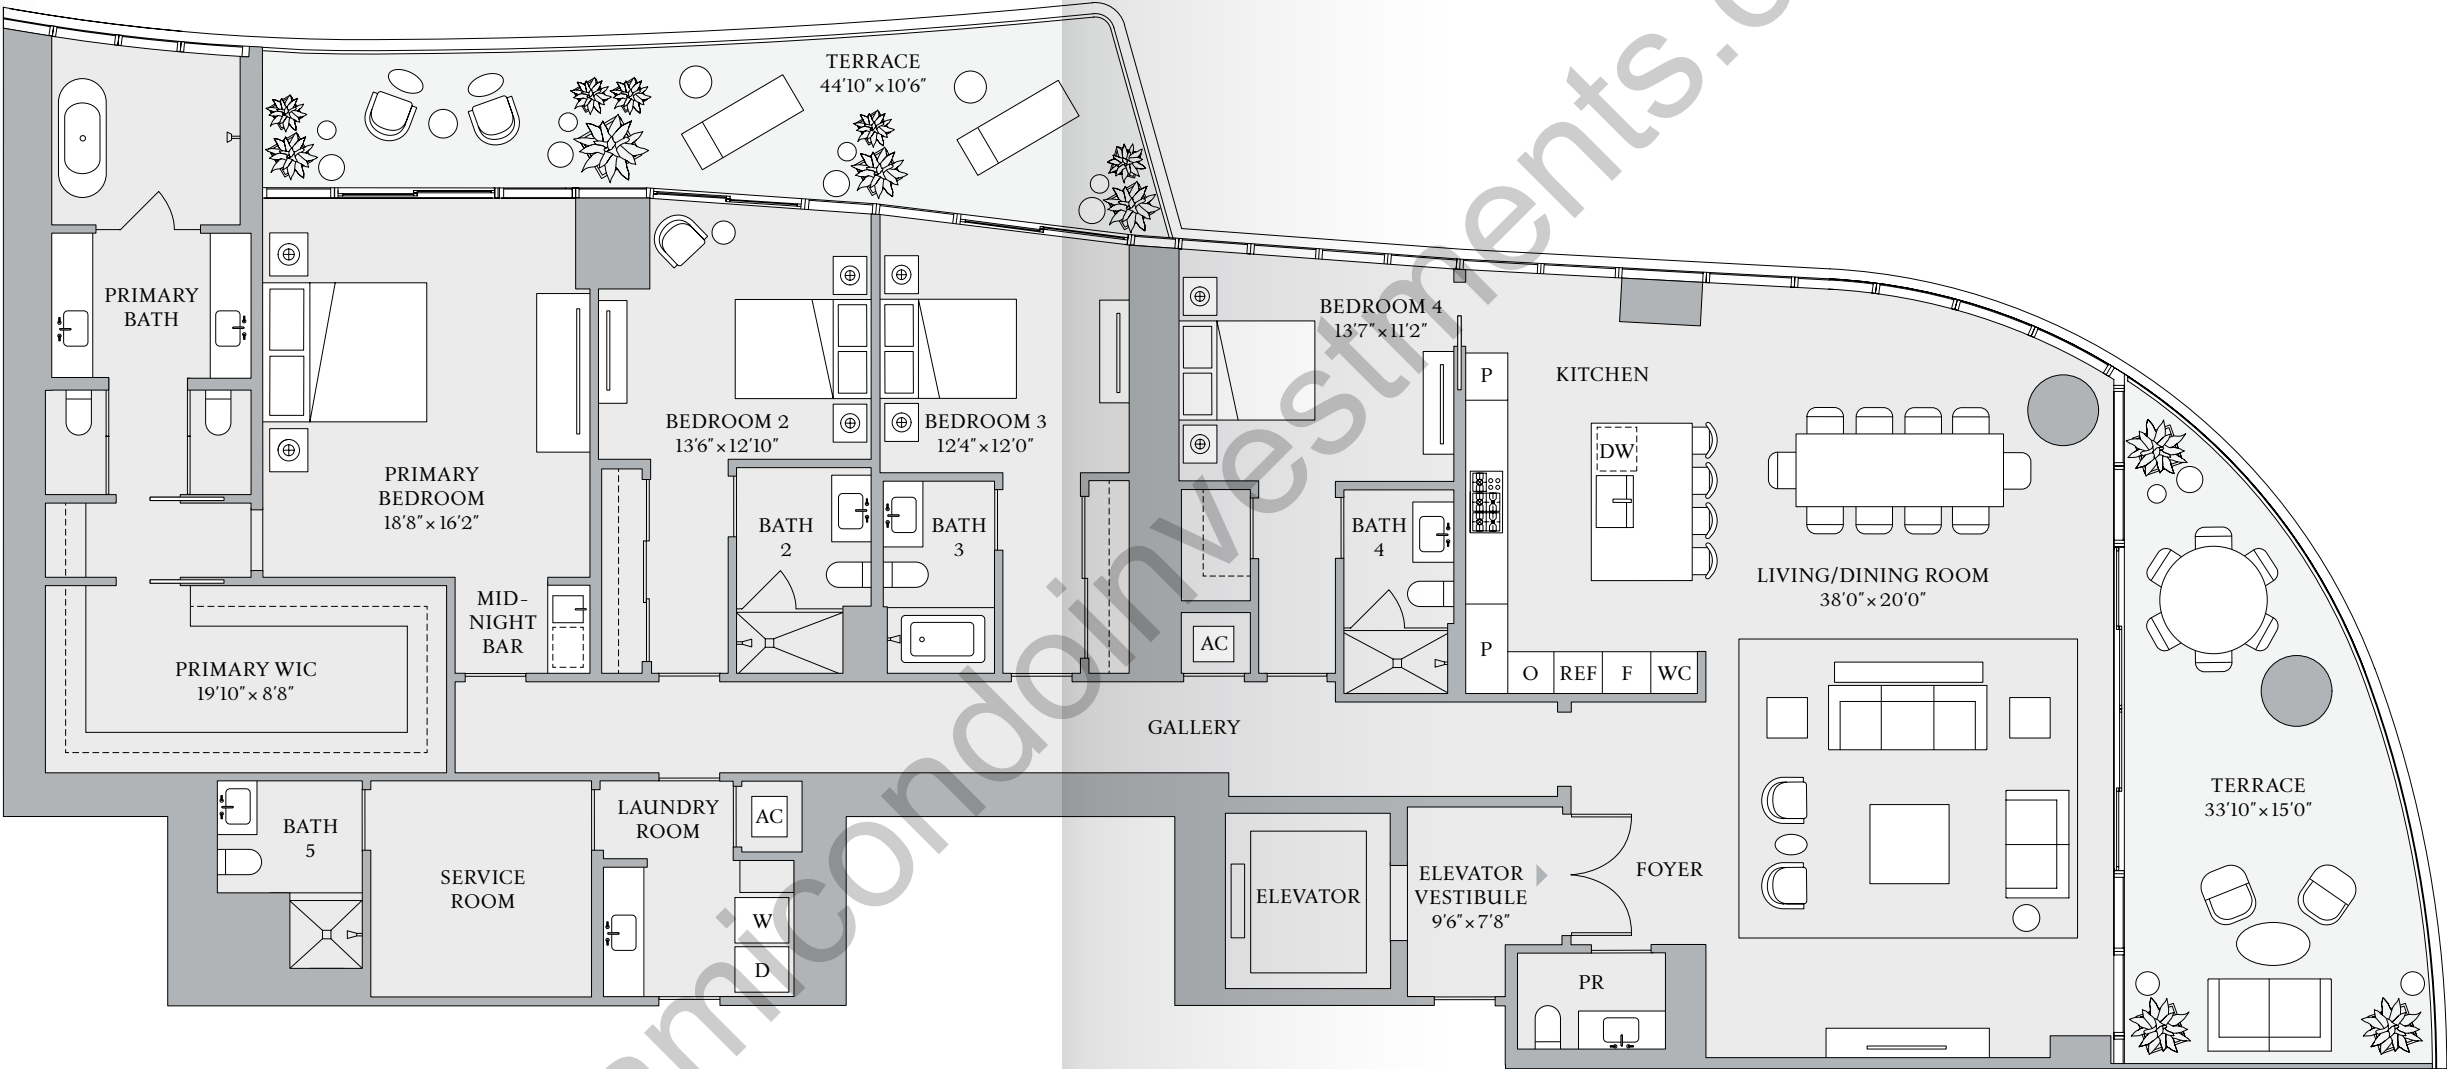 TERRACE
44'10"×10'6"
PRIMARY
BATH
PRIMARY
BEDROOM
18'8"×16'2"
BEDROOM 2
13'6"×12'10"
BEDROOM 3
12'4"×12'0"
BEDROOM 4
13'7"×11'2"
P
KITCHEN
DW
BATH
2
BATH
3
BATH
4
LIVING/DINING ROOM
38'0"×20'0"
MID-
NIGHT
BAR
AC
P
O
REF
F
WC
PRIMARY WIC
19'10"×8'8"
GALLERY
TERRACE
33'10"×15'0"
BATH
5
SERVICE
ROOM
LAUNDRY
ROOM
AC
W
D
ELEVATOR
ELEVATOR
VESTIBULE
9'6"×7'8"
FOYER
PR
amicondoinvestments.c